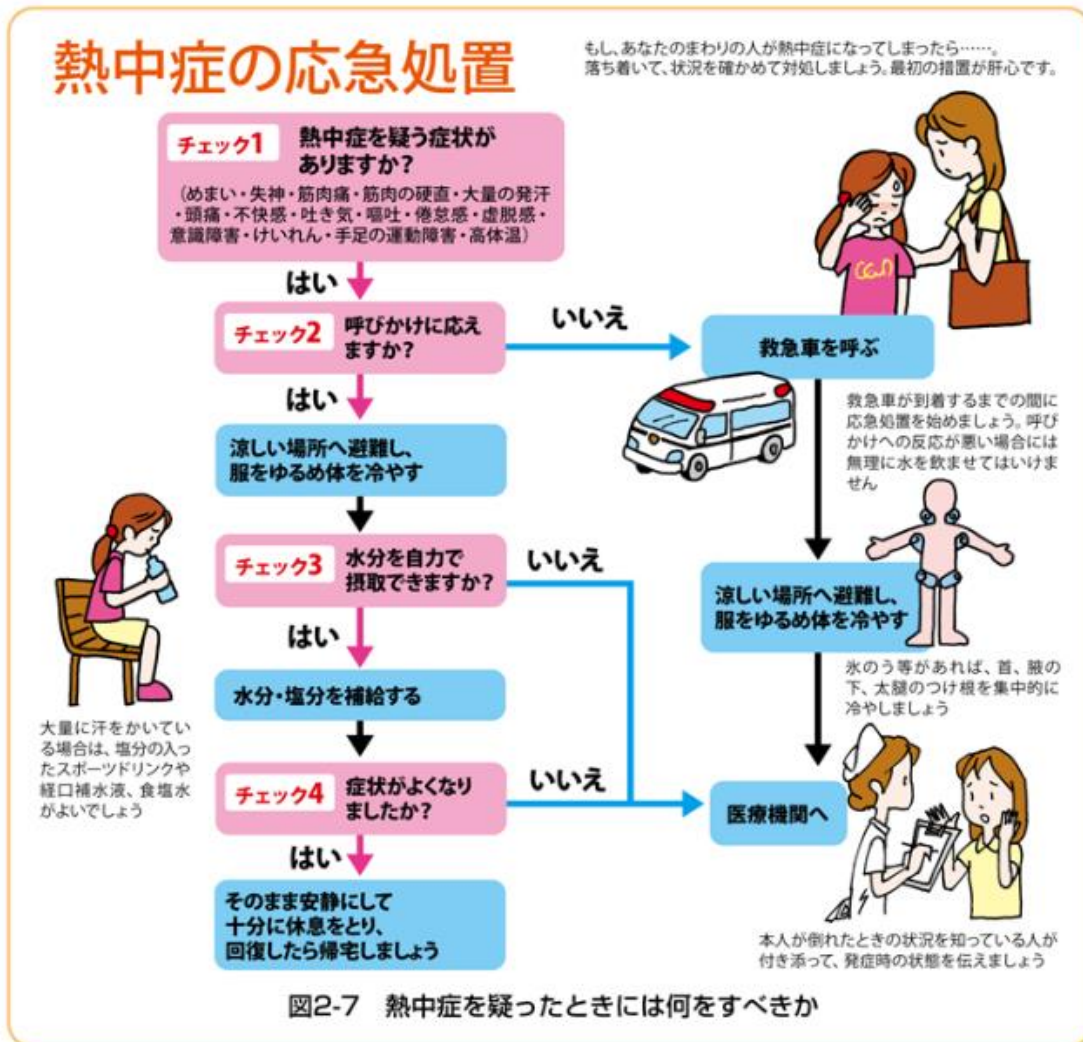 熱中症の応急処置
もし、あなたのまわりの人が熱中症になってしまったら……。
落ち着いて、状況を確かめて対処しましょう。最初の措置が肝心です。
チェック1
熱中症を疑う症状が
ありますか?
(めまい・失神・筋肉痛・筋肉の硬直・大量の発汗
・頭痛・不快感・吐き気・嘔吐・倦怠感・虚脱感・
意識障害・けいれん・手足の運動障害・高体温)
はい
チェック2
呼びかけに応え
ますか?
いいえ
救急車を呼ぶ
救急車が到着するまでの間に
応急処置を始めましょう。呼び
かけへの反応が悪い場合には
無理に水を飲ませてはいけま
せん
はい
涼しい場所へ避難し、
服をゆるめ体を冷やす
チェック3
水分を自力で
摂取できますか?
いいえ
涼しい場所へ避難し、
服をゆるめ体を冷やす
氷のう等があれば、首、腋の
下、太腿のつけ根を集中的に
冷やしましょう
はい
水分・塩分を補給する
大量に汗をかいてい
る場合は、塩分の入っ
たスポーツドリンクや
経口補水液、食塩水
がよいでしょう
チェック4
症状がよくなり
ましたか?
いいえ
医療機関へ
本人が倒れたときの状況を知っている人が
付き添って、発症時の状態を伝えましょう
はい
そのまま安静にして
十分に休息をとり、
回復したら帰宅しましょう
図2-7 熱中症を疑ったときには何をすべきか